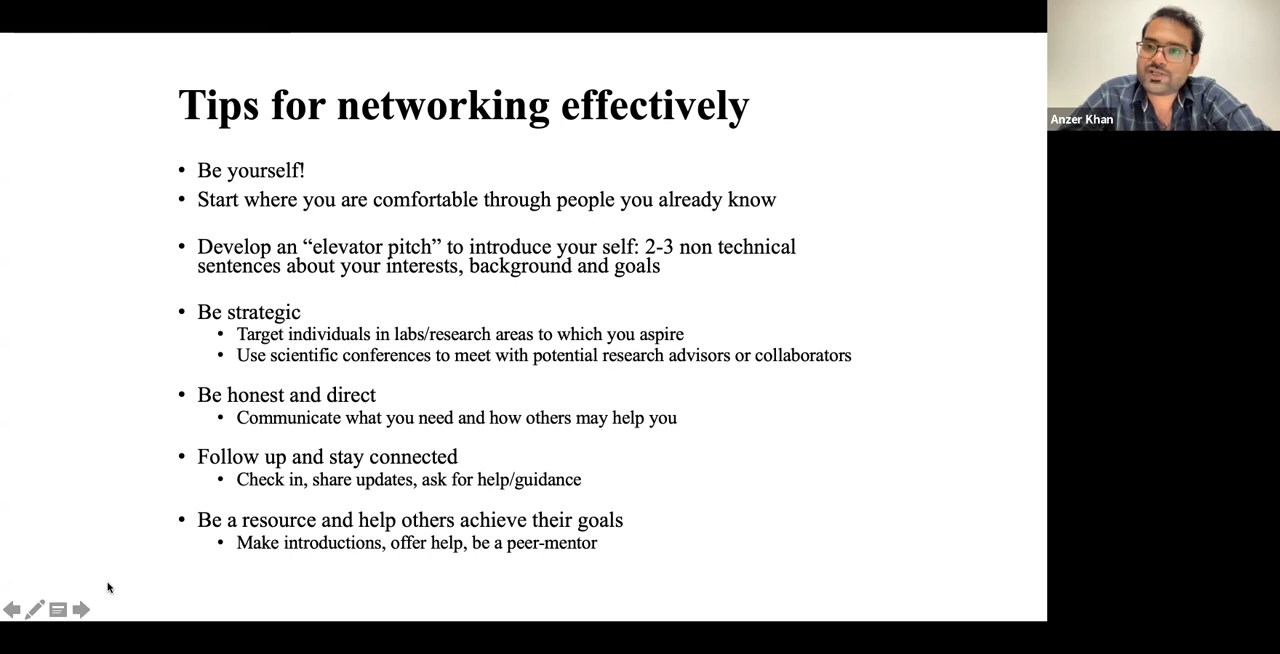 Tips for networking effectively
• Be yourself!
• Start where you are comfortable through people you already know
• Develop an “elevator pitch” to introduce your self: 2-3 non technical
sentences about your interests, background and goals
• Be strategic
• Target individuals in labs/research areas to which you aspire
• Use scientific conferences to meet with potential research advisors or collaborators
• Be honest and direct
• Communicate what you need and how others may help you
• Follow up and stay connected
• Check in, share updates, ask for help/guidance
• Be a resource and help others achieve their goals
• Make introductions, offer help, be a peer-mentor
Anzer Khan